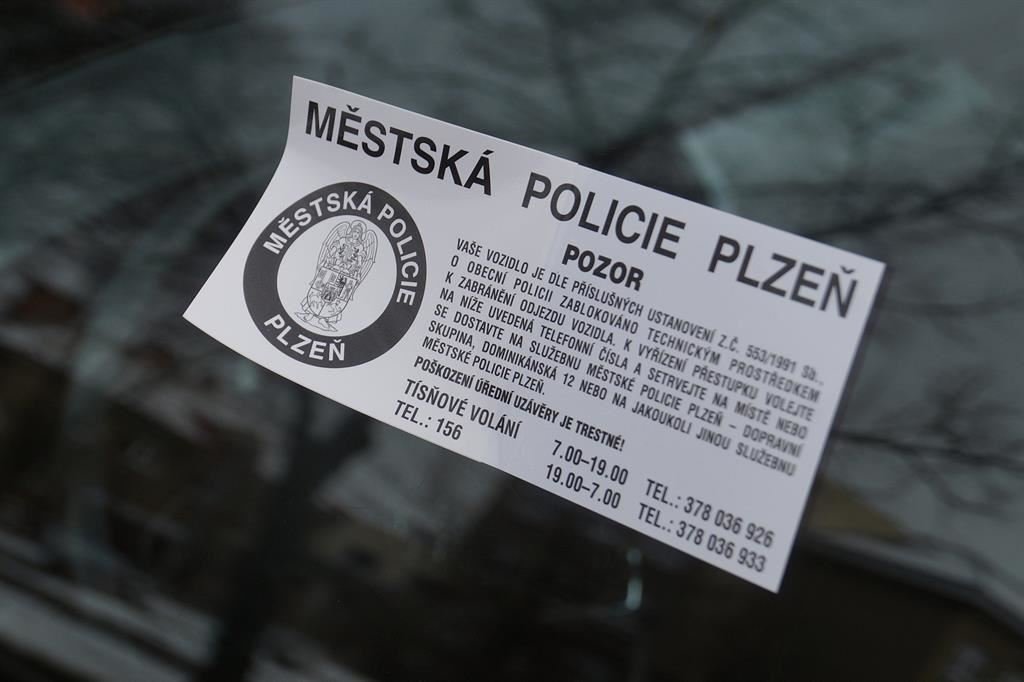 MĚSTSKÁ POLICIE PLZEŇ
MĚSTSKÁ POLICIE
PLZEŇ
POZOR
VAŠE VOZIDLO JE DLE PŘÍSLUŠNÝCH USTANOVENÍ Z.Č. 553/1991 Sb.,
O OBECNÍ POLICII ZABLOKOVÁNO TECHNICKÝM PROSTŘEDKEM
K ZABRÁNĚNÍ ODJEZDU VOZIDLA. K VYŘÍZENÍ PŘESTUPKU VOLEJTE
NA NÍŽE UVEDENÁ TELEFONNÍ ČÍSLA A SETRVEJTE NA MÍSTĚ NEBO
SE DOSTAVTE NA SLUŽEBNU MĚSTSKÉ POLICIE PLZEŇ – DOPRAVNÍ
SKUPINA, DOMINIKÁNSKÁ 12 NEBO NA JAKOUKOLI JINOU SLUŽEBNU
MĚSTSKÉ POLICIE PLZEŇ.
POŠKOZENÍ ÚŘEDNÍ UZÁVĚRY JE TRESTNÉ!
TÍSŇOVÉ VOLÁNÍ
TEL.: 156
7.00–19.00 TEL.: 378 036 926
19.00–7.00 TEL.: 378 036 933